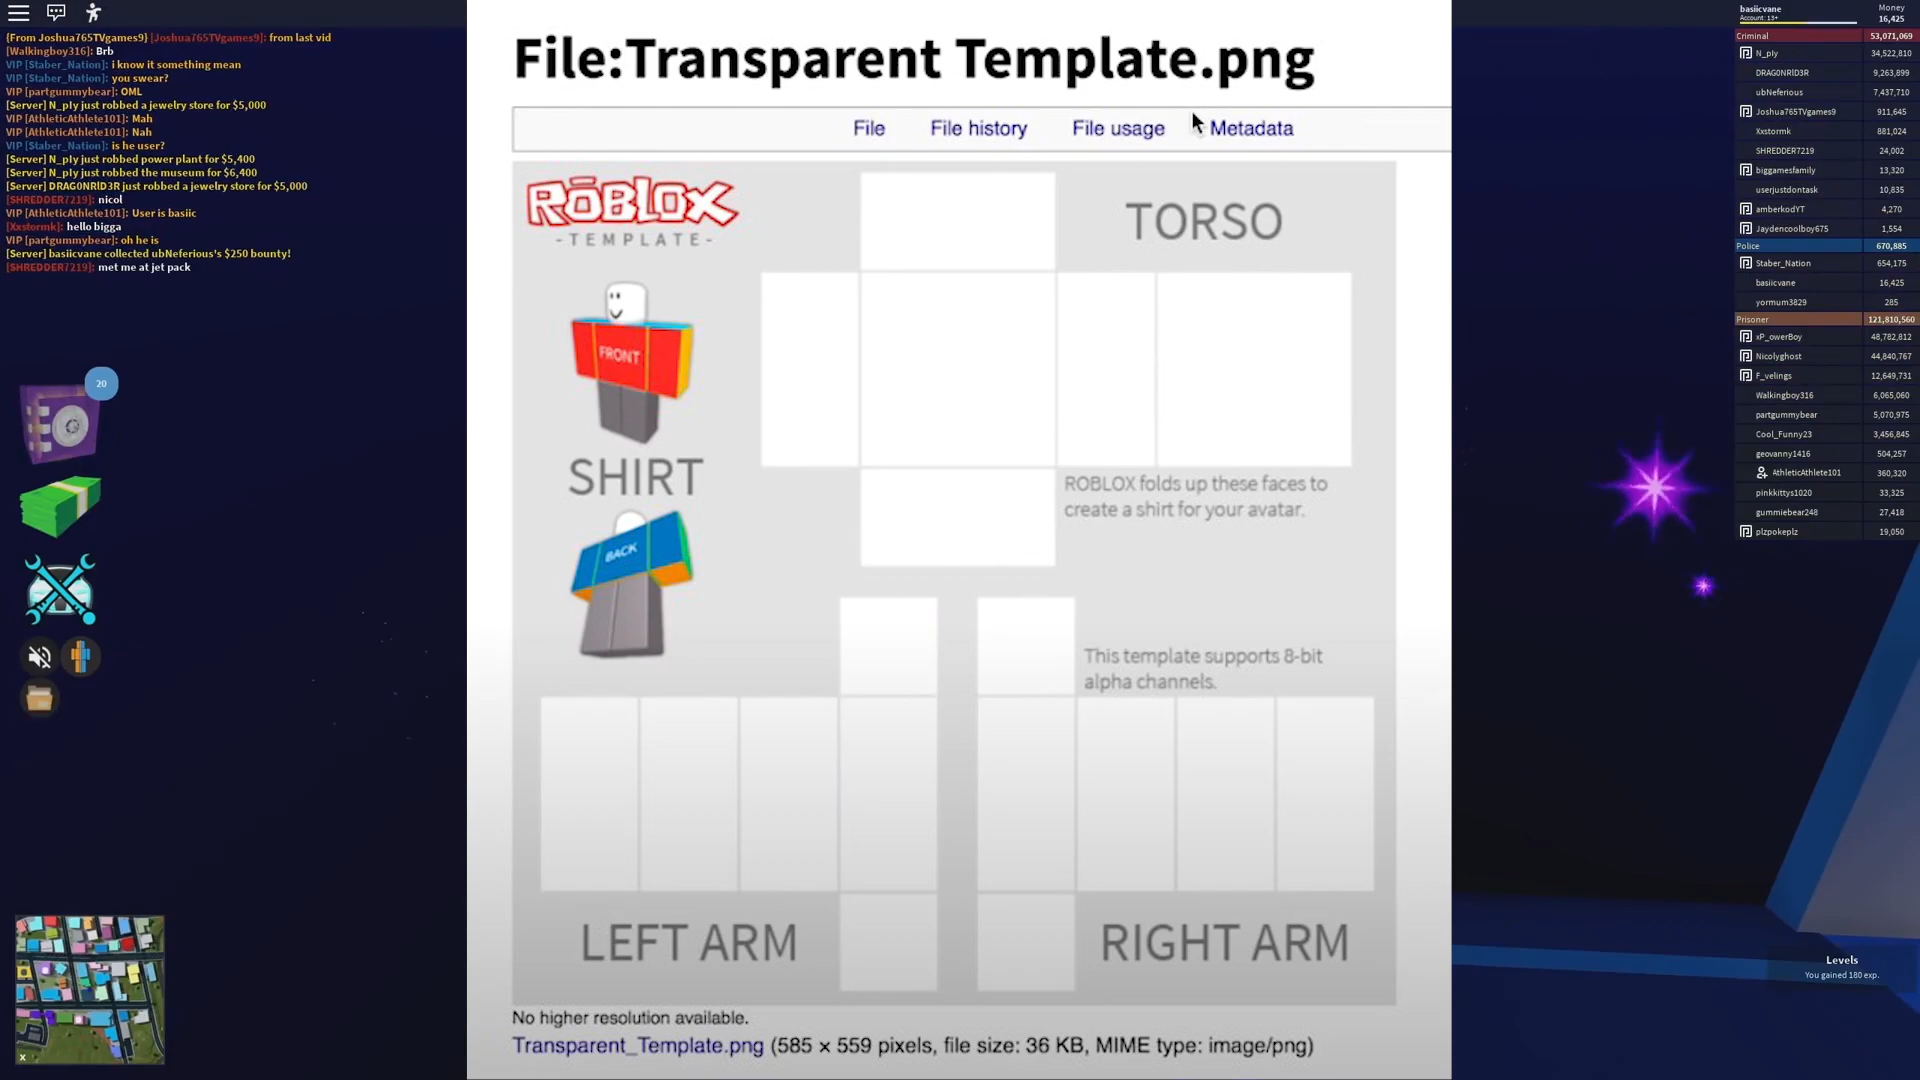 {From Joshua765TVgames9} [Joshua765TVgames9]: from last vid
[Walkingboy316]: Brb
VIP [Staber_Nation]: i know it something mean
VIP [Staber_Nation]: you swear?
VIP [partgummybear]: OML
[Server] N_pIy just robbed a jewelry store for $5,000
VIP [AthleticAthlete101]: Mah
VIP [AthleticAthlete101]: Nah
VIP [Staber_Nation]: is he user?
[Server] N_pIy just robbed power plant for $5,400
[Server] N_pIy just robbed the museum for $6,400
[Server] DRAG0NRlD3R just robbed a jewelry store for $5,000
[SHREDDER7219]: nicol
VIP [AthleticAthlete101]: User is basiic
[Xxstormk]: hello bigga
VIP [partgummybear]: oh he is
[Server] basiicvane collected ubNeferious's $250 bounty!
[SHREDDER7219]: met me at jet pack
20
x
File:Transparent Template.png
File File history File usage Metadata
ROBLOX
-TEMPLATE-
TORSO
FRONT
SHIRT
ROBLOX folds up these faces to
create a shirt for your avatar.
BACK
This template supports 8-bit
alpha channels.
LEFT ARM
RIGHT ARM
No higher resolution available.
Transparent_Template.png (585 × 559 pixels, file size: 36 KB, MIME type: image/png)
basiicvane Money
Account: 13+ 16,425
Criminal 53,071,069
N_pIy 34,522,810
DRAG0NRlD3R 9,263,899
ubNeferious 7,437,710
Joshua765TVgames9 911,645
Xxstormk 881,024
SHREDDER7219 24,002
biggamesfamily 13,320
userjustdontask 10,835
amberkodYT 4,270
Jaydencoolboy675 1,554
Police 670,885
Staber_Nation 654,175
basiicvane 16,425
yormum3829 285
Prisoner 121,810,560
xP_owerBoy 48,782,812
Nicolyghost 44,840,767
F_velings 12,649,731
Walkingboy316 6,065,060
partgummybear 5,070,975
Cool_Funny23 3,456,845
geovanny1416 504,257
AthleticAthlete101 360,320
pinkkittys1020 33,325
gummiebear248 27,418
plzpokeplz 19,050
Levels
You gained 180 exp.